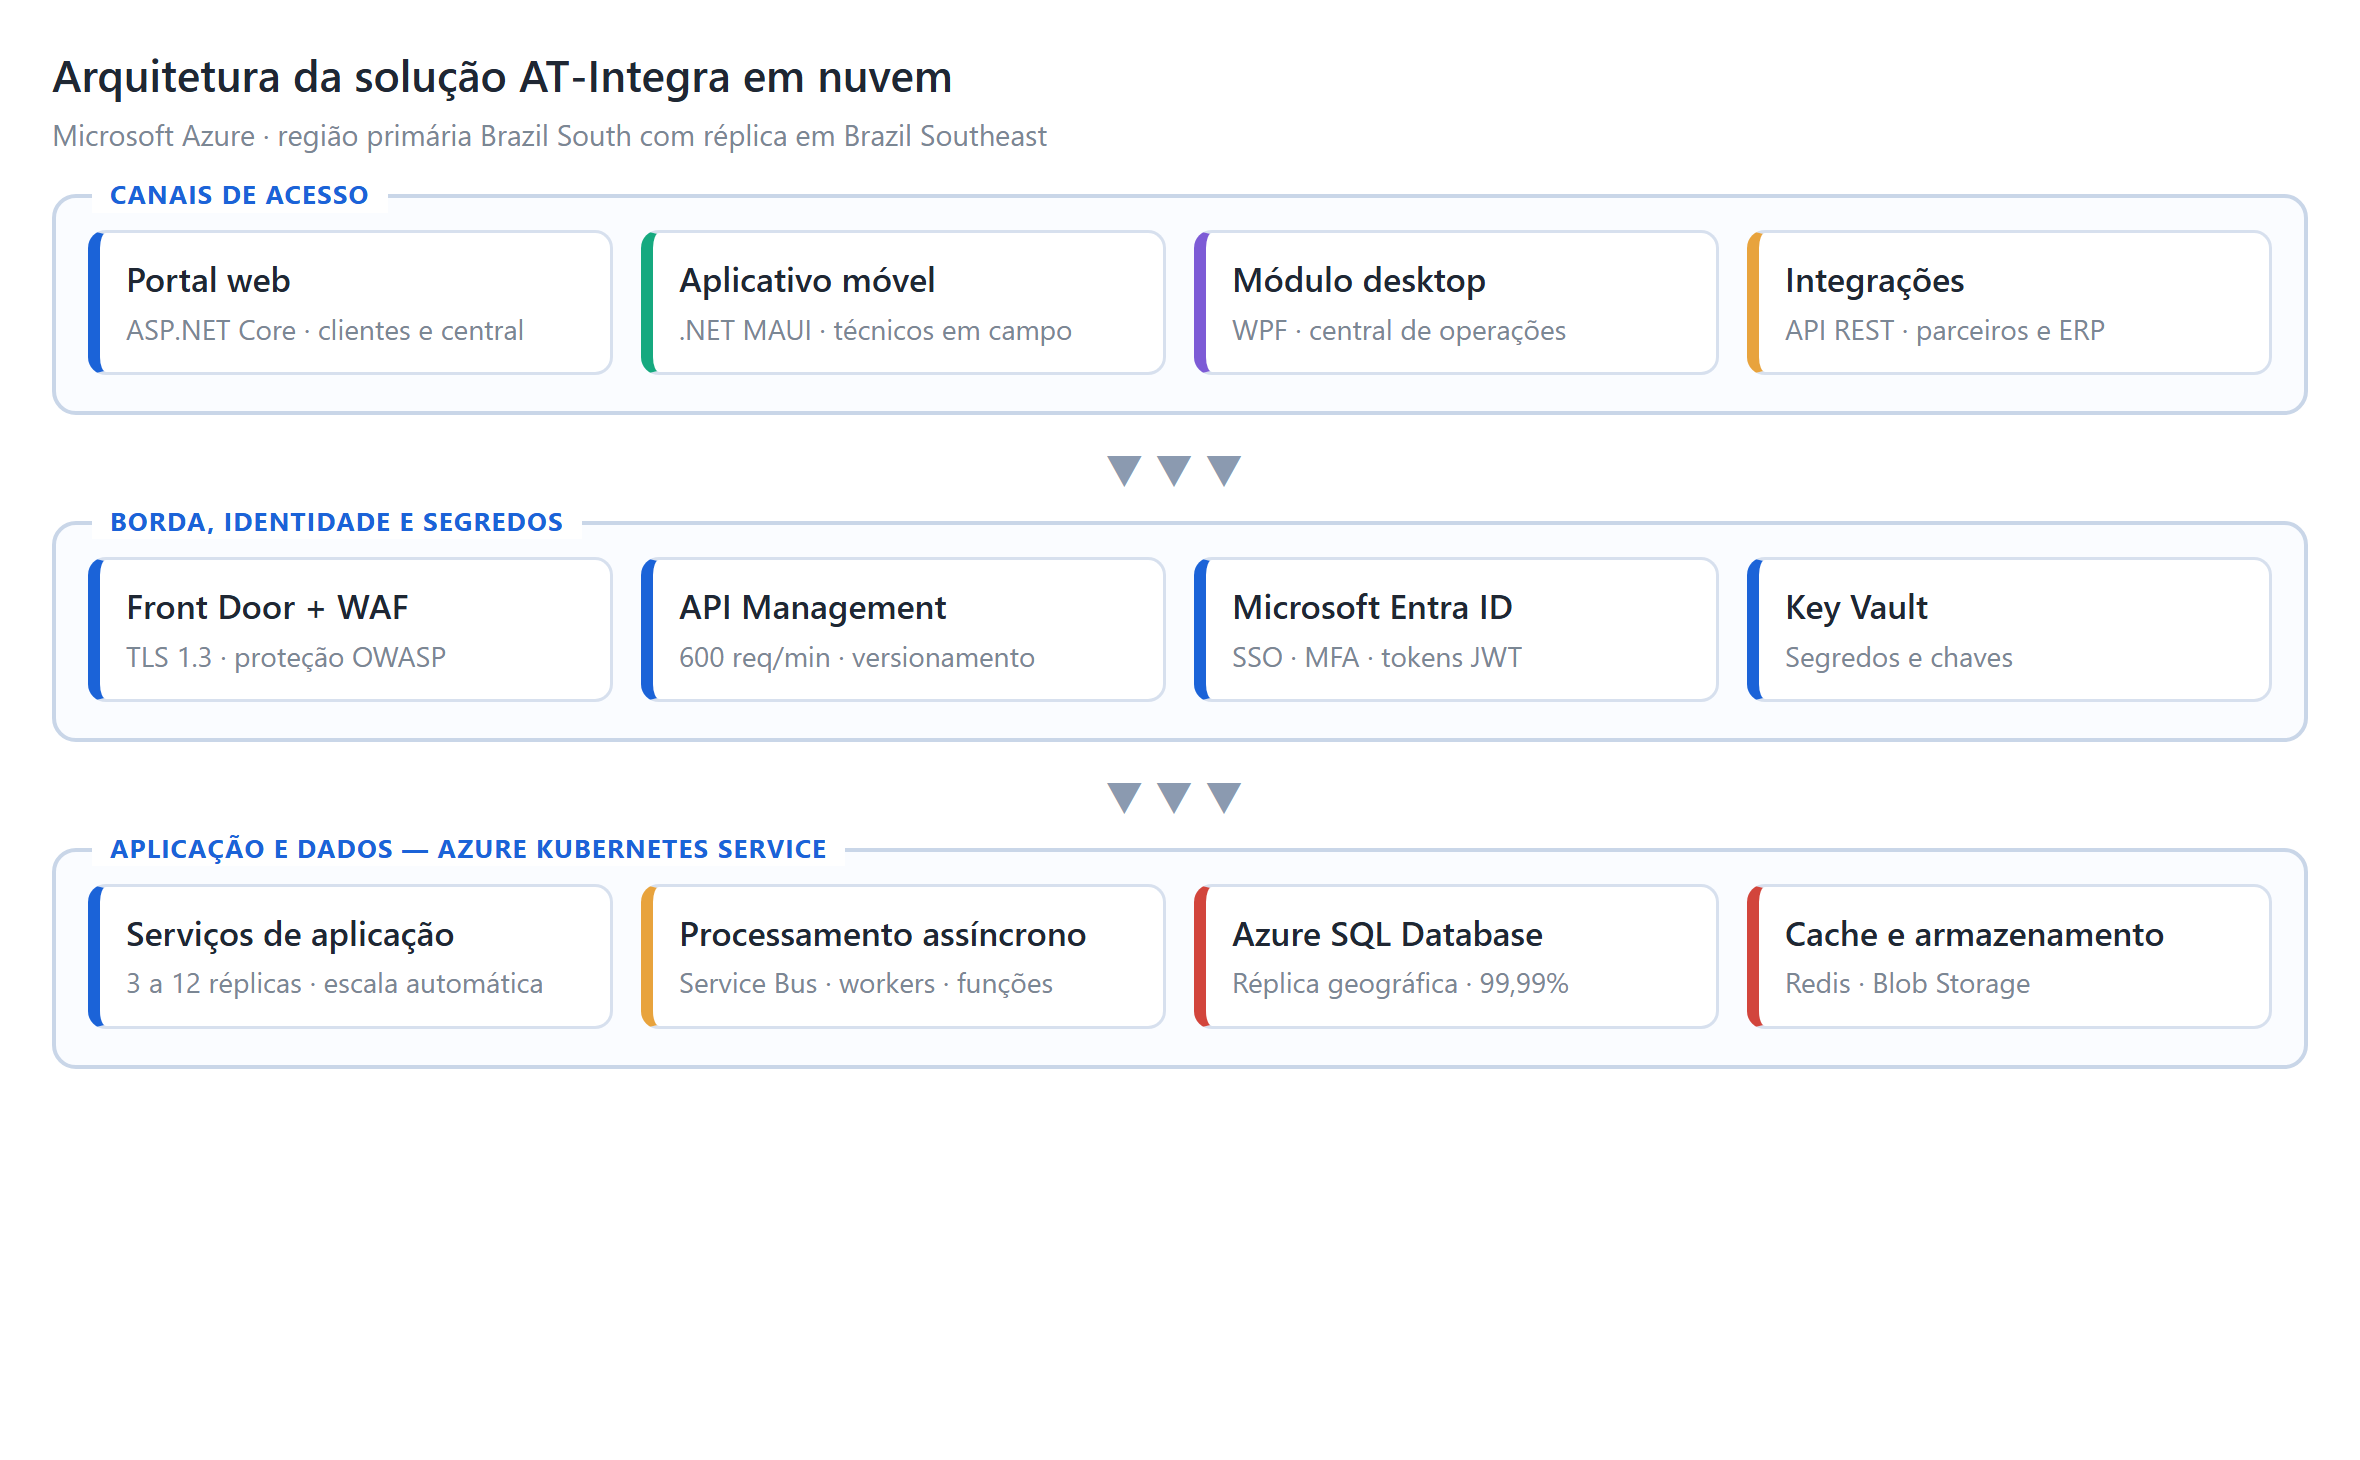 Arquitetura da solução AT-Integra em nuvem
Microsoft Azure · região primária Brazil South com réplica em Brazil Southeast
CANAIS DE ACESSO
Portal web
ASP.NET Core · clientes e central
Aplicativo móvel
.NET MAUI · técnicos em campo
Módulo desktop
WPF · central de operações
Integrações
API REST · parceiros e ERP
BORDA, IDENTIDADE E SEGREDOS
Front Door + WAF
TLS 1.3 · proteção OWASP
API Management
600 req/min · versionamento
Microsoft Entra ID
SSO · MFA · tokens JWT
Key Vault
Segredos e chaves
APLICAÇÃO E DADOS — AZURE KUBERNETES SERVICE
Serviços de aplicação
3 a 12 réplicas · escala automática
Processamento assíncrono
Service Bus · workers · funções
Azure SQL Database
Réplica geográfica · 99,99%
Cache e armazenamento
Redis · Blob Storage